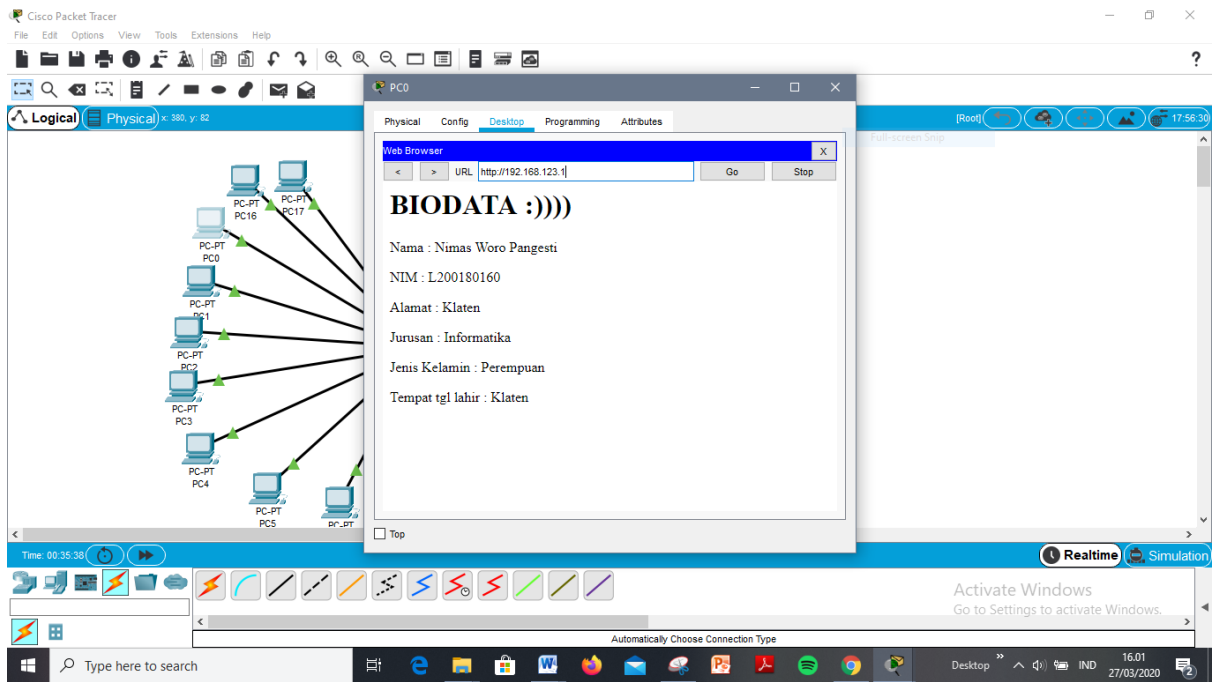 Cisco Packet Tracer
File Edit Options View Tools Extensions Help
?
PC0
Logical
Physical
x: 380, y: 82
[Root]
17:56:30
Physical Config Desktop Programming Attributes
Full-screen Snip
Web Browser
X
< > URL http://192.168.123.1 Go Stop
BIODATA :))))
Nama : Nimas Woro Pangesti
NIM : L200180160
Alamat : Klaten
Jurusan : Informatika
Jenis Kelamin : Perempuan
Tempat tgl lahir : Klaten
Top
PC-PT
PC16
PC-PT
PC17
PC-PT
PC0
PC-PT
PC1
PC-PT
PC2
PC-PT
PC3
PC-PT
PC4
PC-PT
PC5
PC-PT
Time: 00:35:38
Realtime
Simulation
Activate Windows
Go to Settings to activate Windows.
Automatically Choose Connection Type
Type here to search
Desktop
IND
16.01
27/03/2020
2